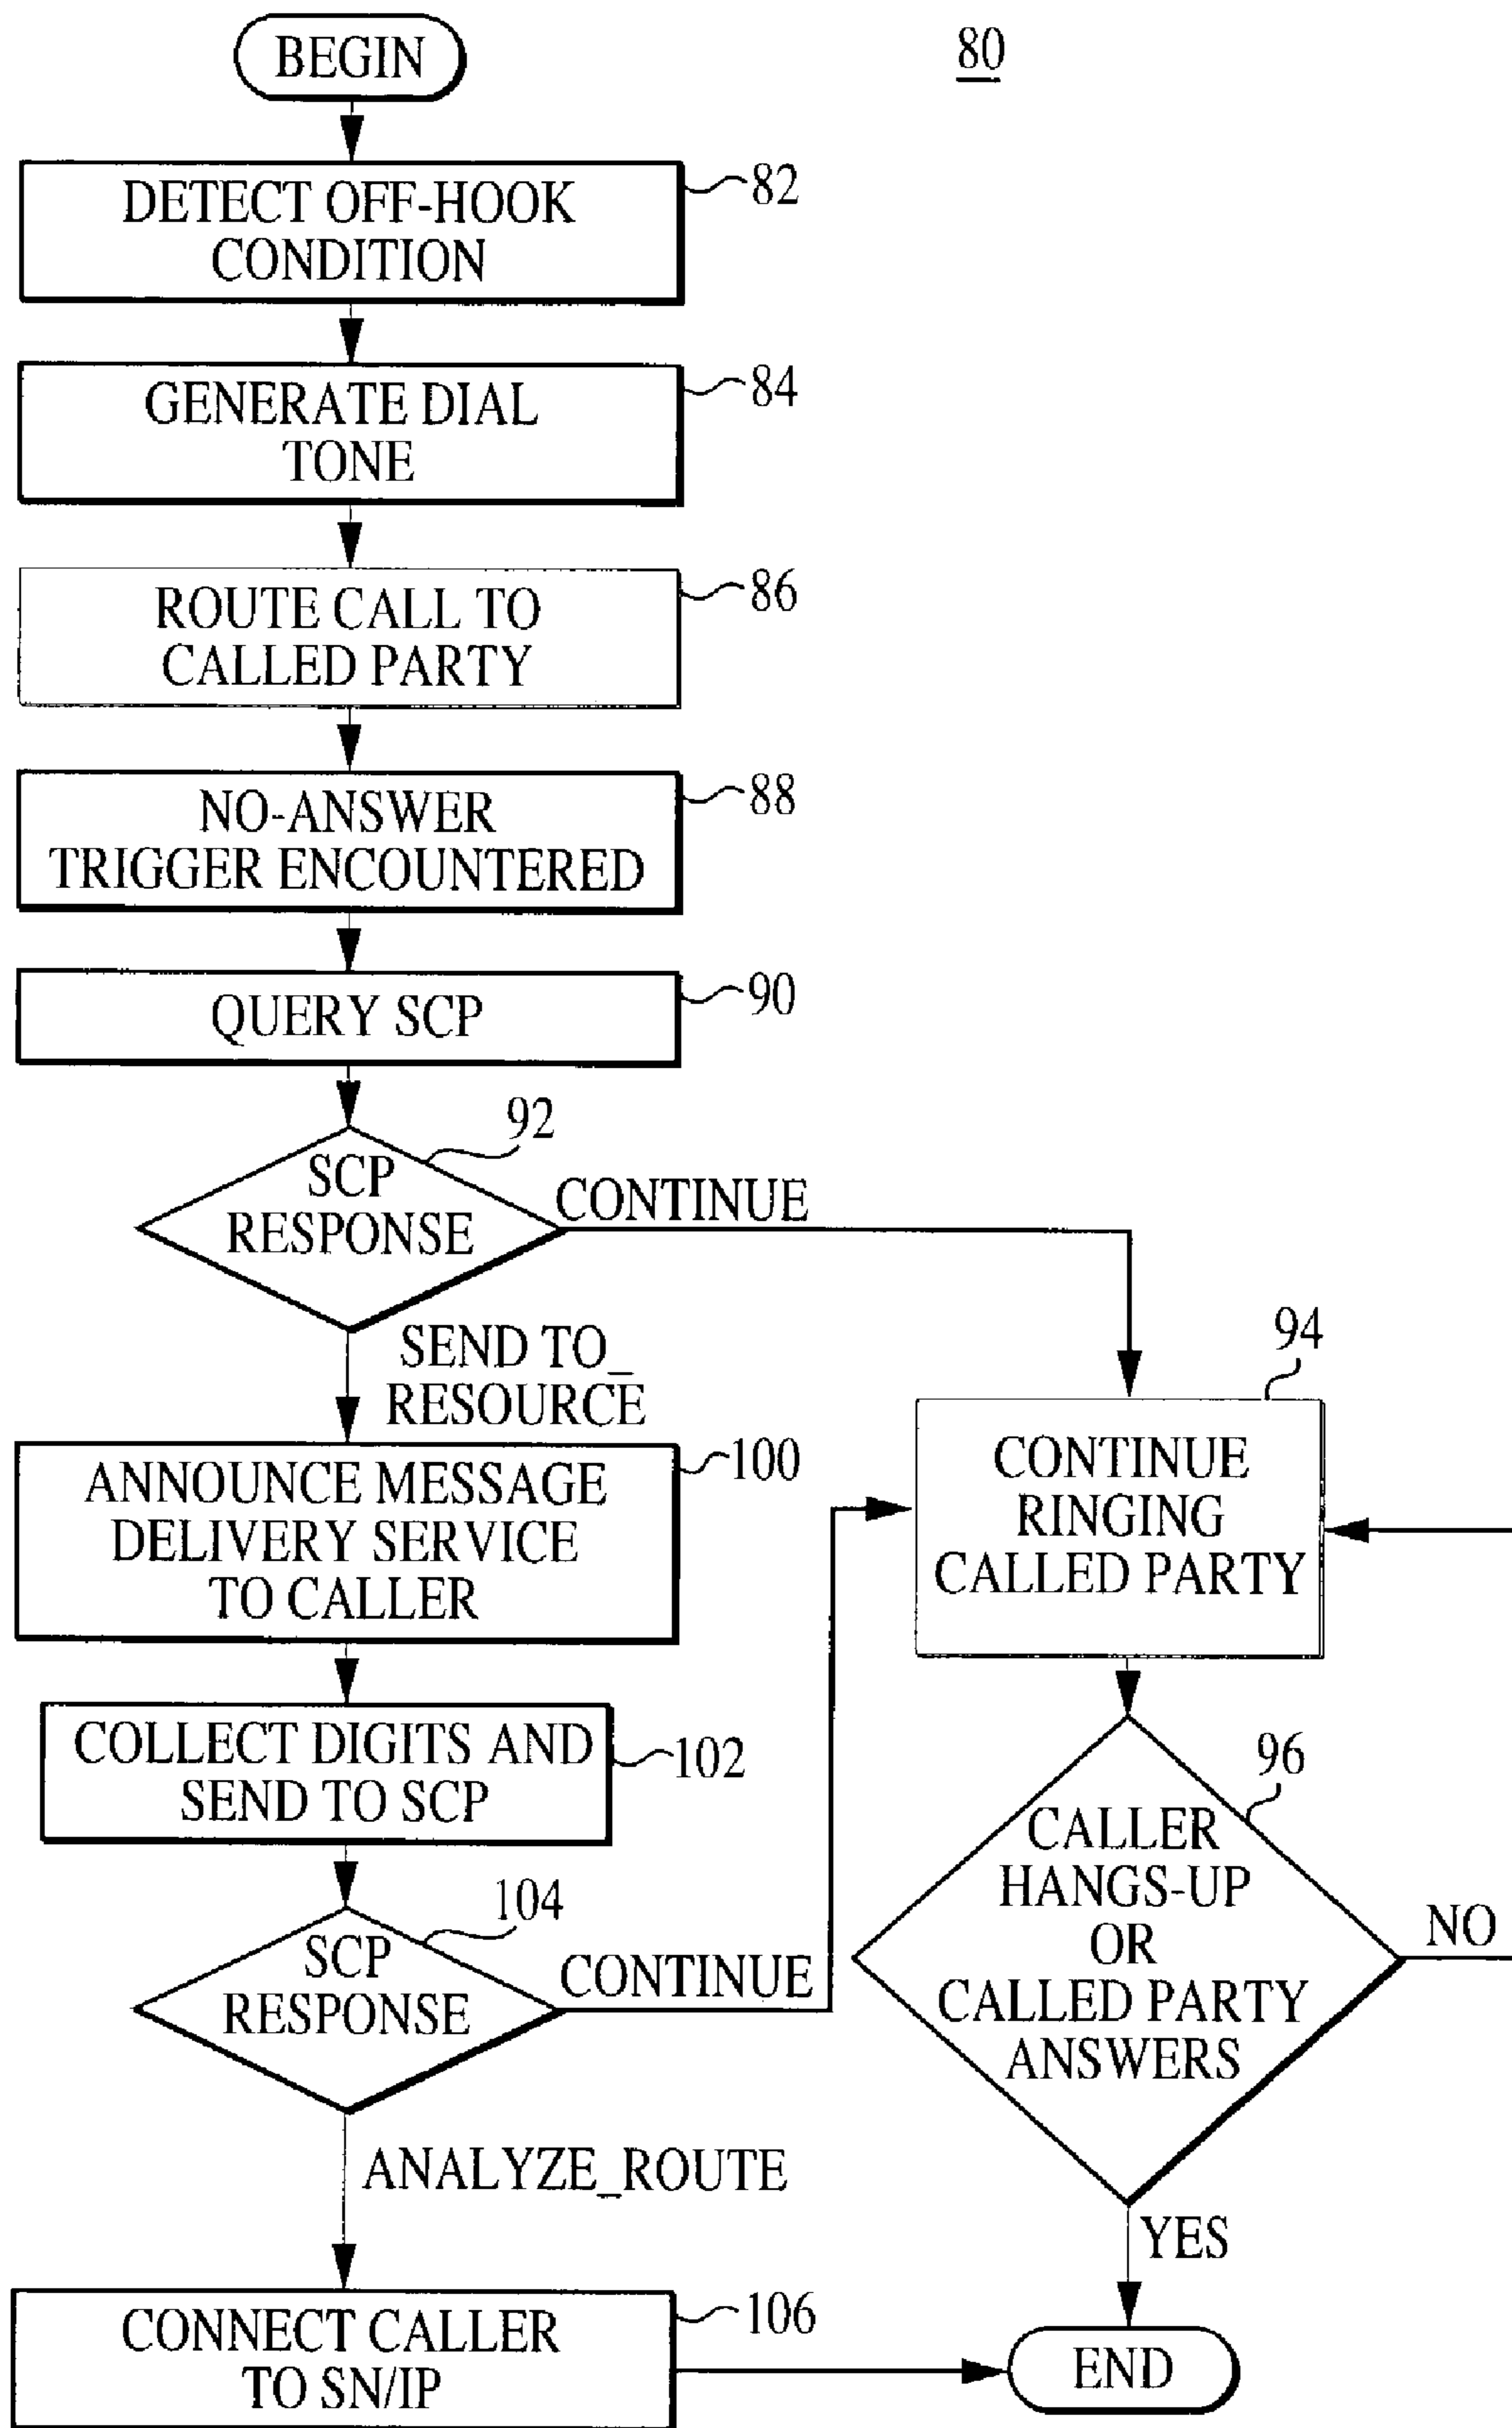 BEGIN
80
DETECT OFF-HOOK
CONDITION
82
GENERATE DIAL
TONE
84
ROUTE CALL TO
CALLED PARTY
86
NO-ANSWER
TRIGGER ENCOUNTERED
88
QUERY SCP
90
92
SCP
RESPONSE
CONTINUE
SEND TO_
RESOURCE
94
CONTINUE
RINGING
CALLED PARTY
ANNOUNCE MESSAGE
DELIVERY SERVICE
TO CALLER
100
COLLECT DIGITS AND
SEND TO SCP
102
96
CALLER
HANGS-UP
OR
CALLED PARTY
ANSWERS
NO
YES
104
SCP
RESPONSE
CONTINUE
ANALYZE_ROUTE
CONNECT CALLER
TO SN/IP
106
END